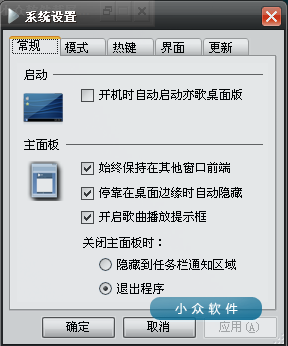 系统设置
常规 模式 热键 界面 更新
启动
开机时自动启动亦歌桌面版
主面板
始终保持在其他窗口前端
停靠在桌面边缘时自动隐藏
开启歌曲播放提示框
关闭主面板时：
隐藏到任务栏通知区域
退出程序
小众软件
确定 取消 应用(A)